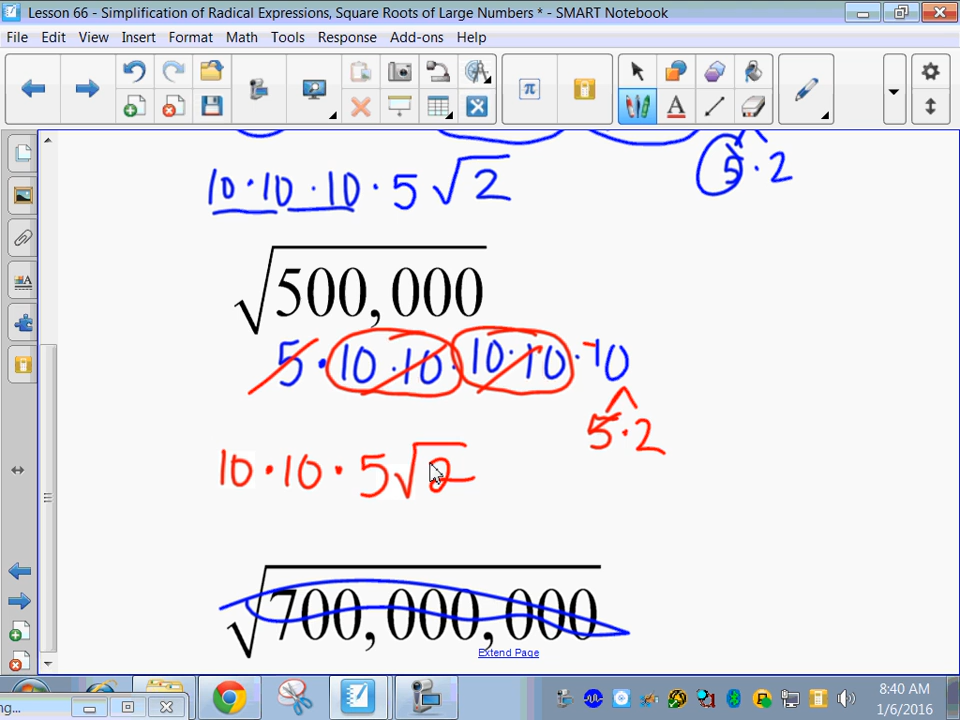 Lesson 66 - Simplification of Radical Expressions, Square Roots of Large Numbers * - SMART Notebook
File Edit View Insert Format Math Tools Response Add-ons Help
π
A
5 · 2
10 · 10 · 10 · 5 √2
√500,000
5 · 10 · 10 · 10 · 10 · 10
5 · 2
10 · 10 · 5 √2
√700,000,000
Extend Page
ng...
8:40 AM
1/6/2016